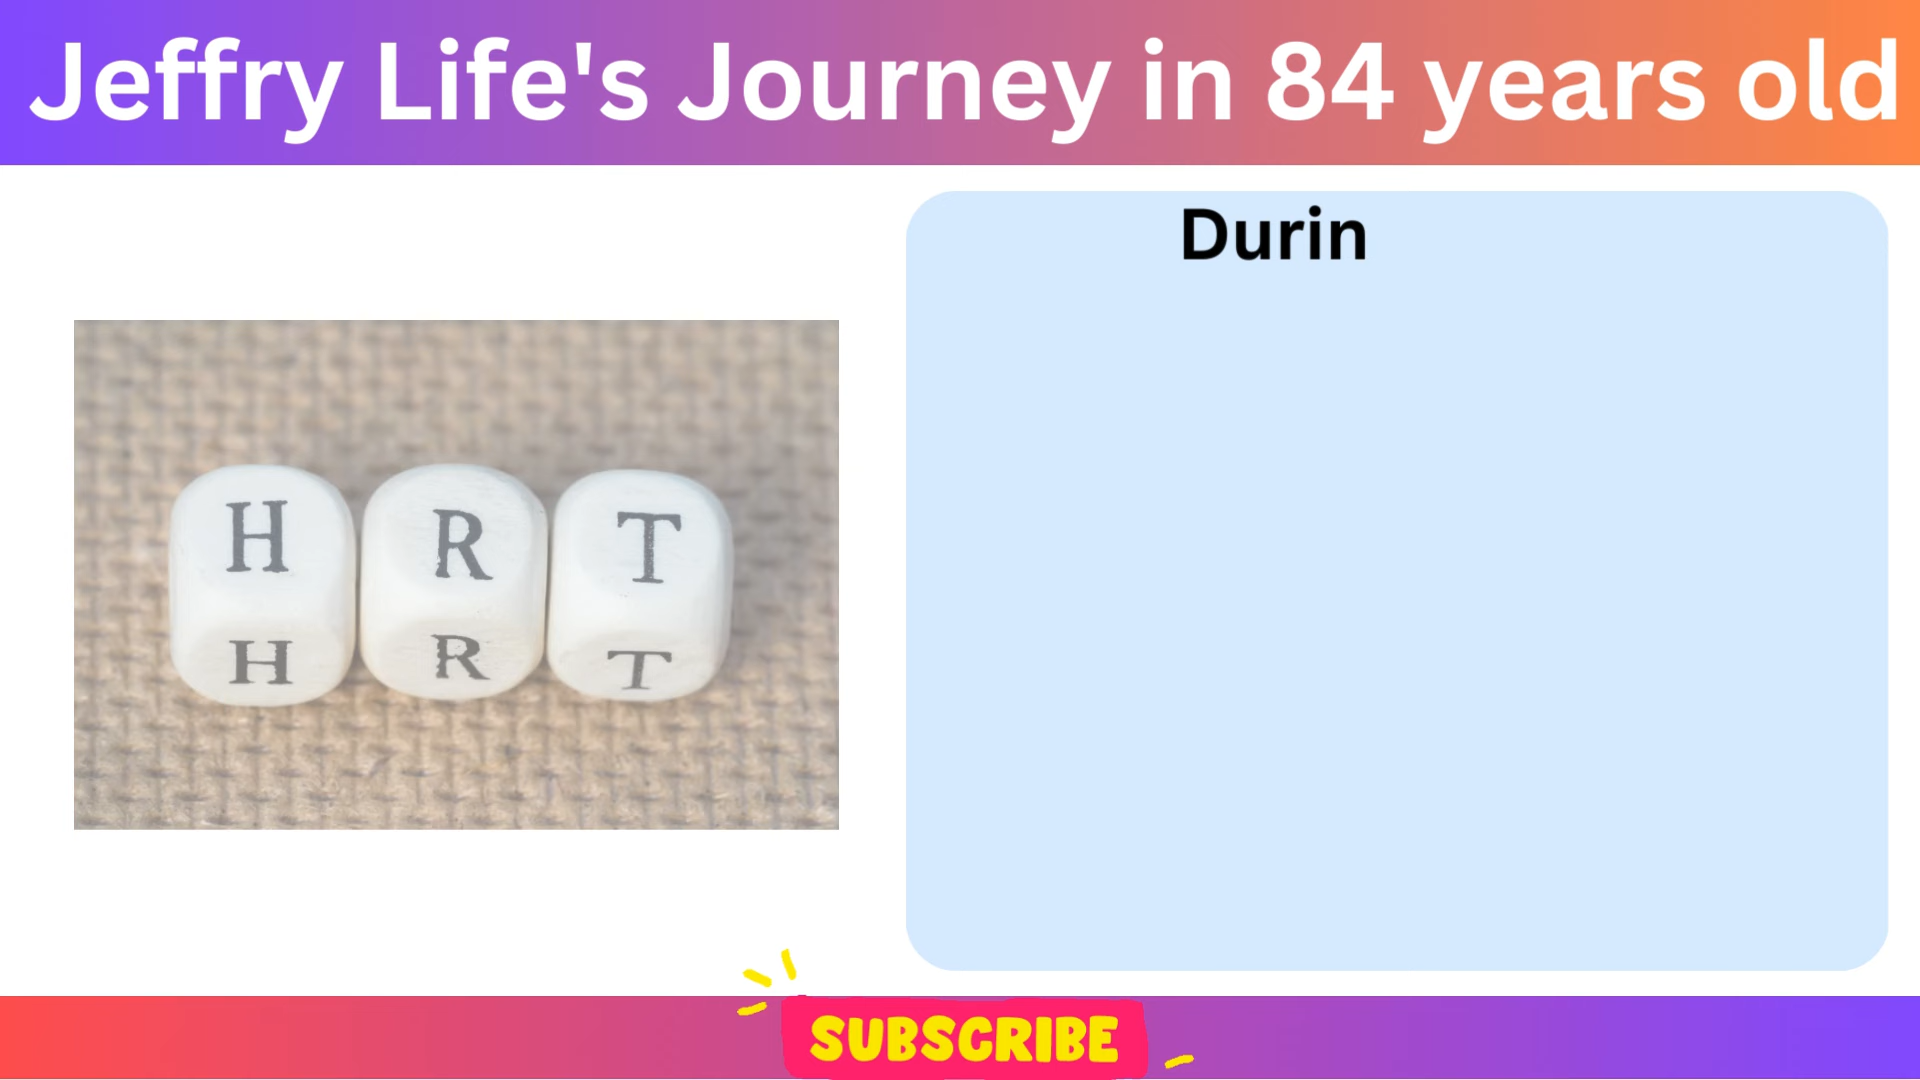 Jeffry Life's Journey in 84 years old
Durin
H R T
H R T
SUBSCRIBE